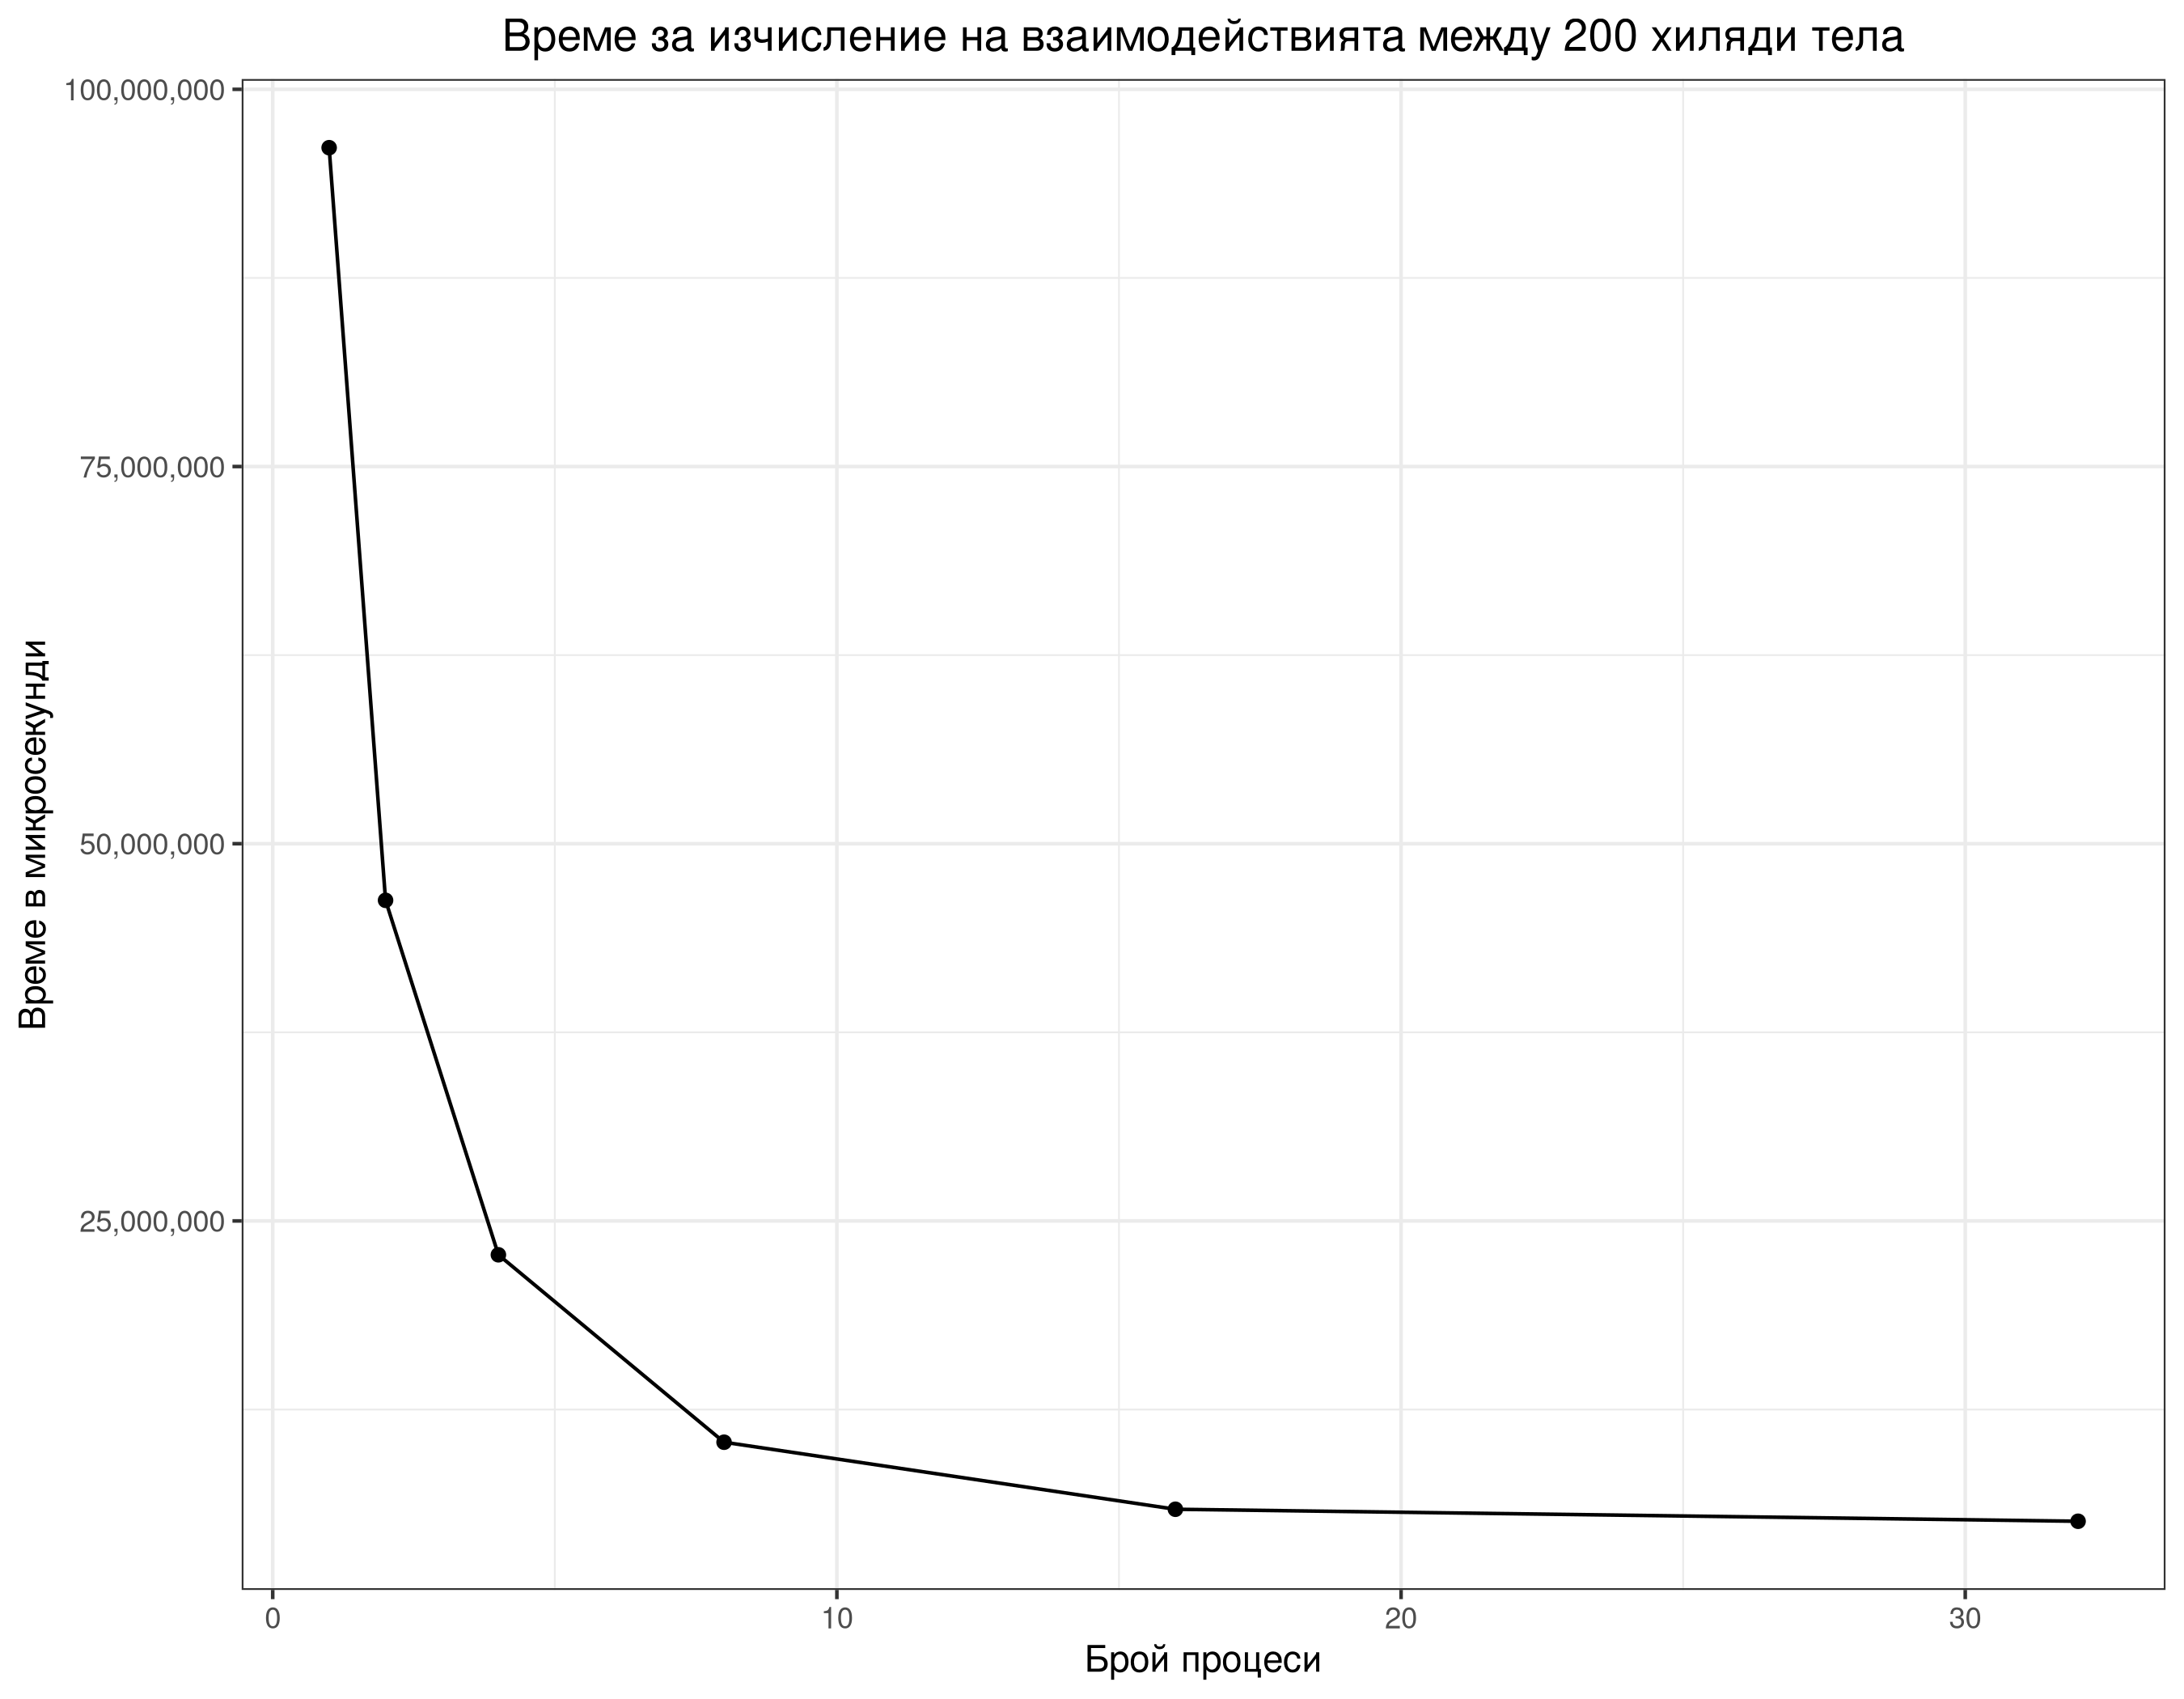 Време за изчисление на взаимодействията между 200 хиляди тела
100,000,000
75,000,000
50,000,000
25,000,000
Време в микросекунди
0
10
20
30
Брой процеси